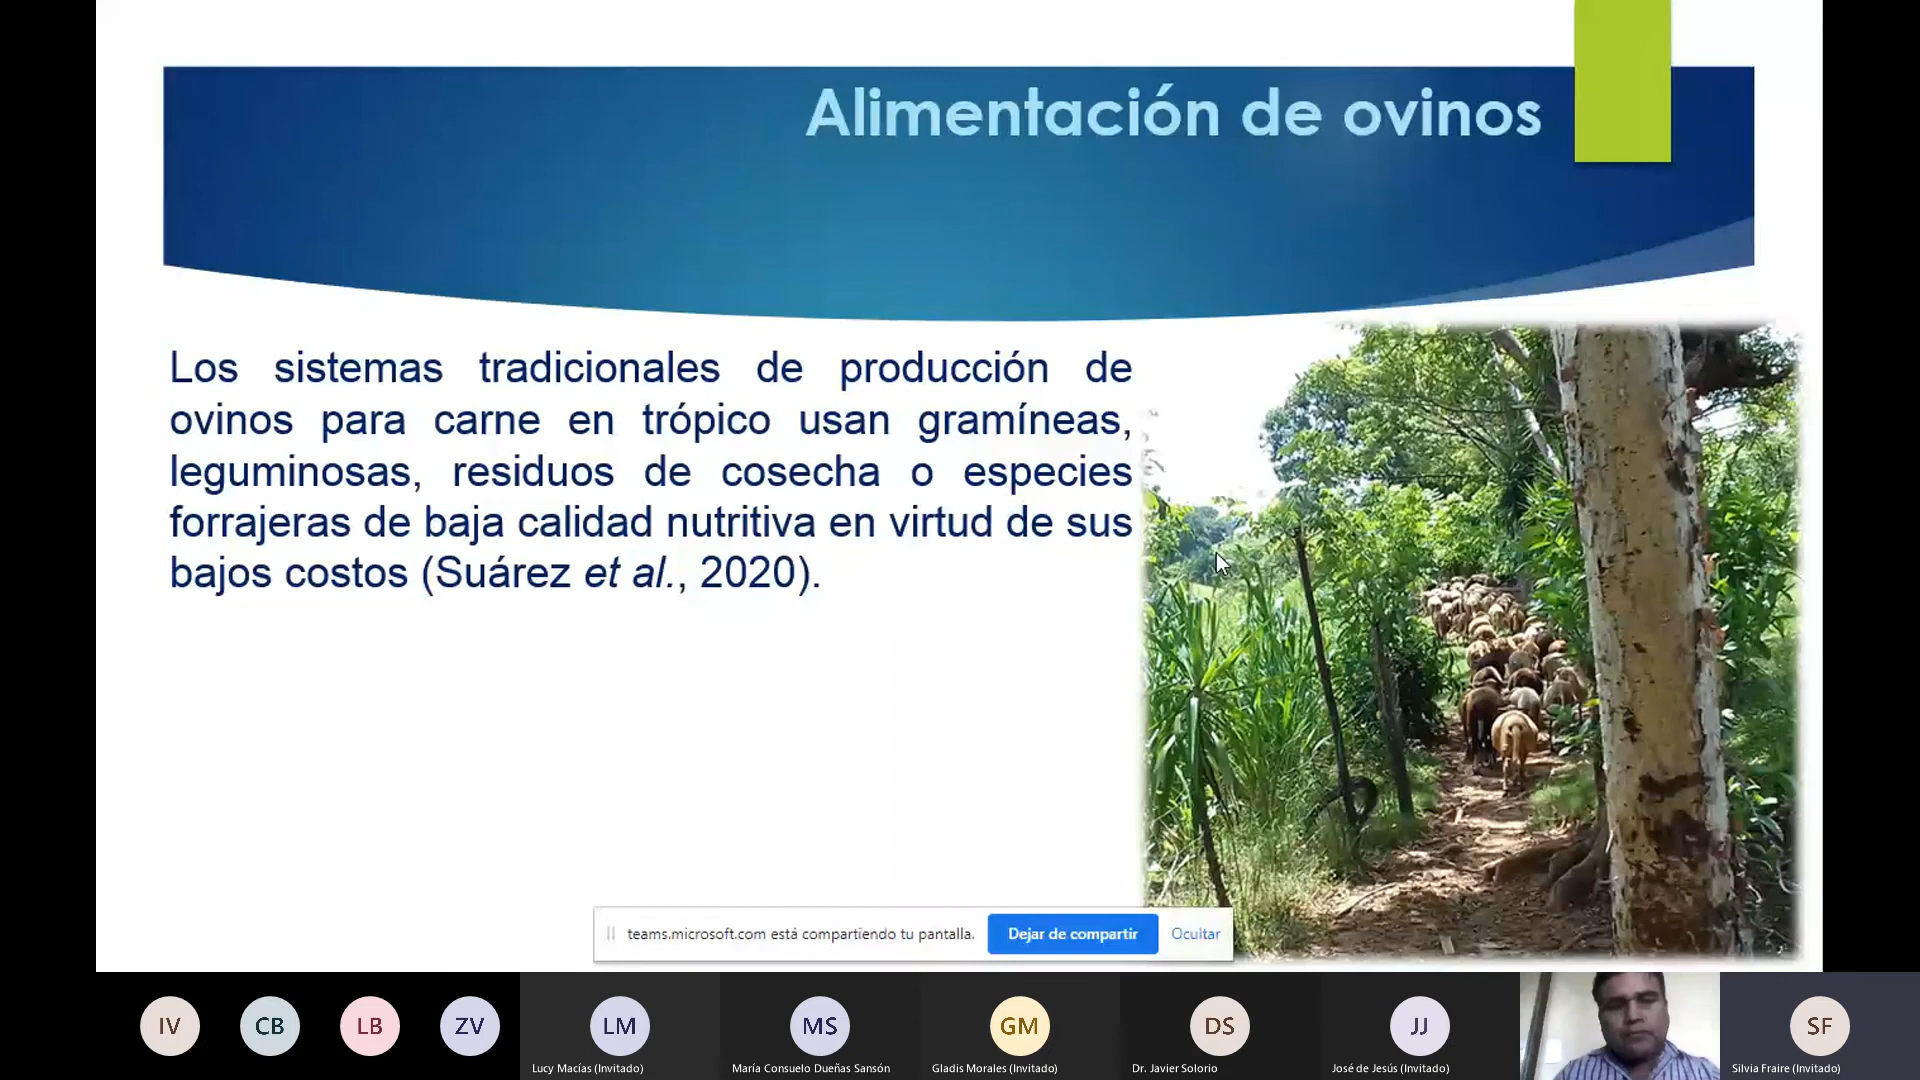 Alimentación de ovinos
Los sistemas tradicionales de producción de
ovinos para carne en trópico usan gramíneas,
leguminosas, residuos de cosecha o especies
forrajeras de baja calidad nutritiva en virtud de sus
bajos costos (Suárez et al., 2020).
teams.microsoft.com está compartiendo tu pantalla. Dejar de compartir Ocultar
IV CB LB ZV LM MS GM DS JJ SF
Lucy Macías (Invitado) María Consuelo Dueñas Sansón Gladis Morales (Invitado) Dr. Javier Solorio José de Jesús (Invitado) Silvia Fraire (Invitado)